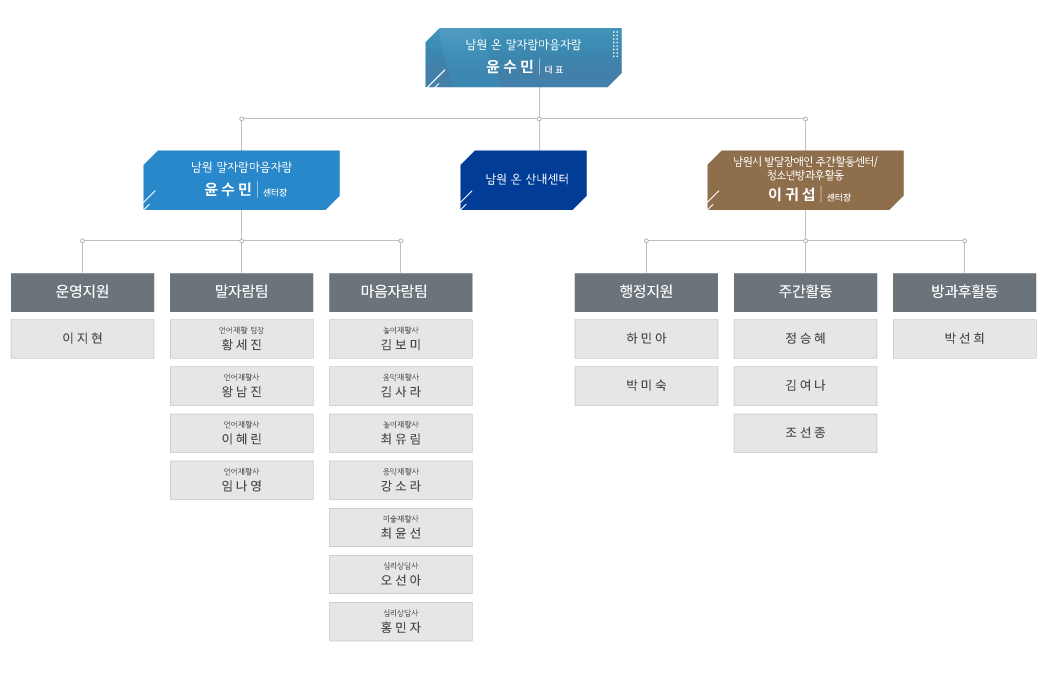 남원 온 말자람마음자람
윤수민 | 대표
남원 말자람마음자람
윤수민 | 센터장
남원 온 산내센터
남원시 발달장애인 주간활동센터/
청소년방과후활동
이귀섭 | 센터장
운영지원
이지현
말자람팀
언어재활 팀장
황세진
언어재활사
왕남진
언어재활사
이혜린
언어재활사
임나영
마음자람팀
놀이재활사
김보미
음악재활사
김사라
놀이재활사
최유림
음악재활사
강소라
미술재활사
최윤선
심리상담사
오선아
심리상담사
홍민자
행정지원
하민아
박미숙
주간활동
정승혜
김여나
조선종
방과후활동
박선희